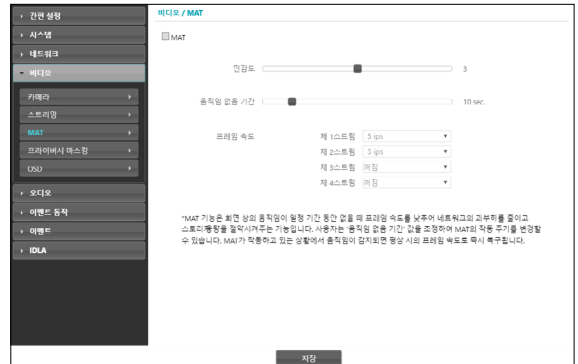 간편 설정
시스템
네트워크
비디오
카메라
스트리밍
MAT
프라이버시 마스킹
OSD
오디오
이벤트 동작
이벤트
IDLA
비디오 / MAT
MAT
민감도 3
움직임 없음 기간 10 sec.
프레임 속도 제 1스트림 5 ips
제 2스트림 5 ips
제 3스트림 꺼짐
제 4스트림 꺼짐
*MAT 기능은 화면 상의 움직임이 일정 기간 동안 없을 때 프레임 속도를 낮추어 네트워크의 과부하를 줄이고
스토리지 용량을 절약시켜주는 기능입니다. 사용자는 '움직임 없음 기간' 값을 조정하여 MAT의 작동 주기를 변경할
수 있습니다. MAT가 작동하고 있는 상황에서 움직임이 감지되면 평상 시의 프레임 속도로 즉시 복구됩니다.
저장